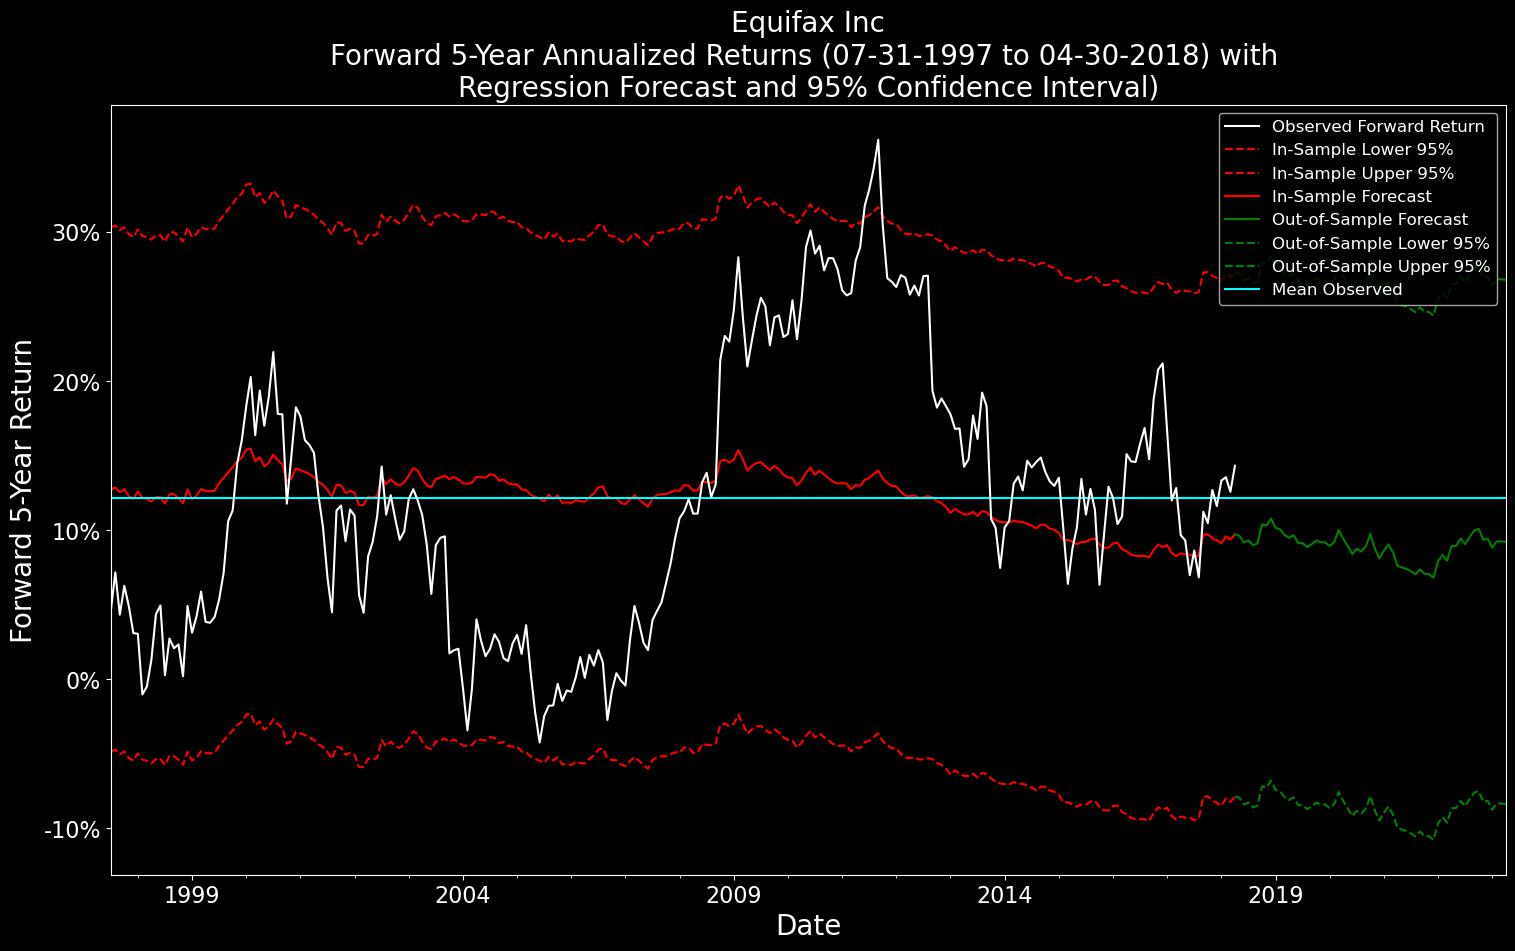 Equifax Inc
Forward 5-Year Annualized Returns (07-31-1997 to 04-30-2018) with
Regression Forecast and 95% Confidence Interval)
Observed Forward Return
In-Sample Lower 95%
In-Sample Upper 95%
In-Sample Forecast
Out-of-Sample Forecast
Out-of-Sample Lower 95%
Out-of-Sample Upper 95%
Mean Observed
Forward 5-Year Return
30%
20%
10%
0%
-10%
1999 2004 2009 2014 2019
Date